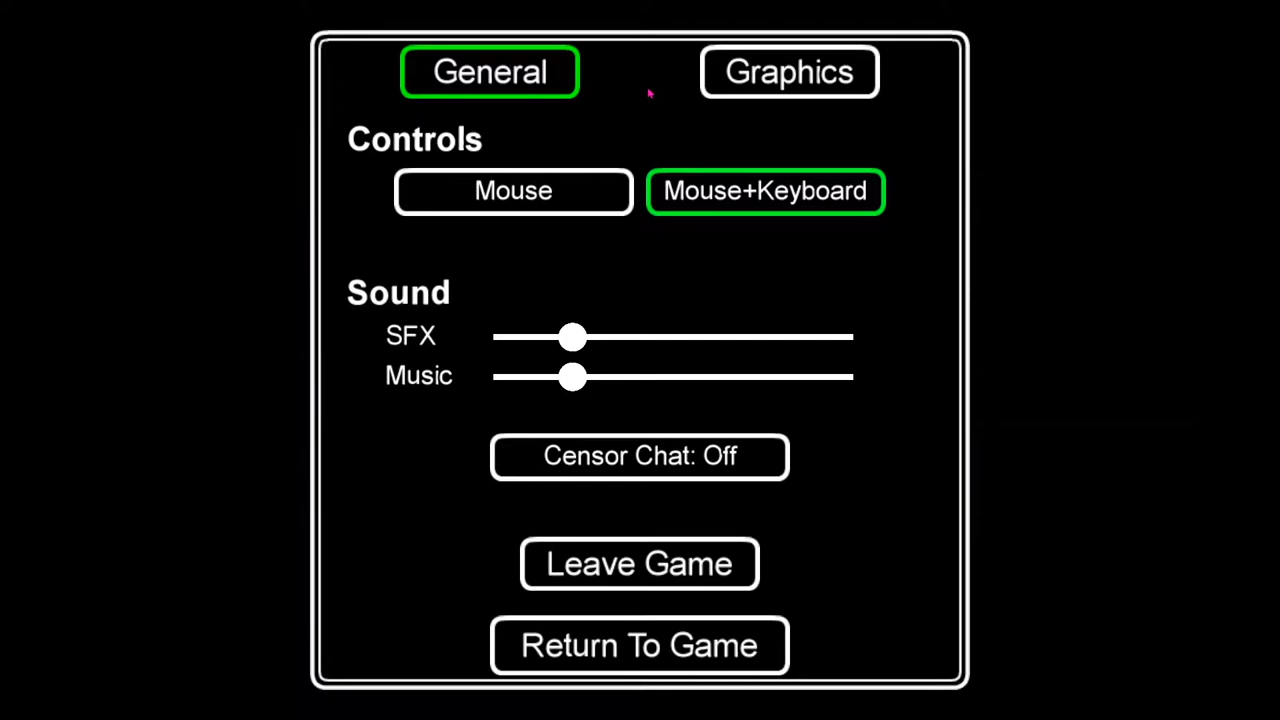 General
Graphics
Controls
Mouse
Mouse+Keyboard
Sound
SFX
Music
Censor Chat: Off
Leave Game
Return To Game